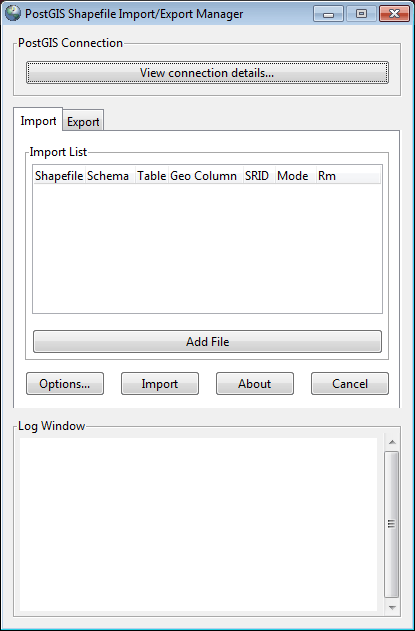 PostGIS Shapefile Import/Export Manager
PostGIS Connection
View connection details...
Import Export
Import List
Shapefile Schema Table Geo Column SRID Mode Rm
Add File
Options... Import About Cancel
Log Window